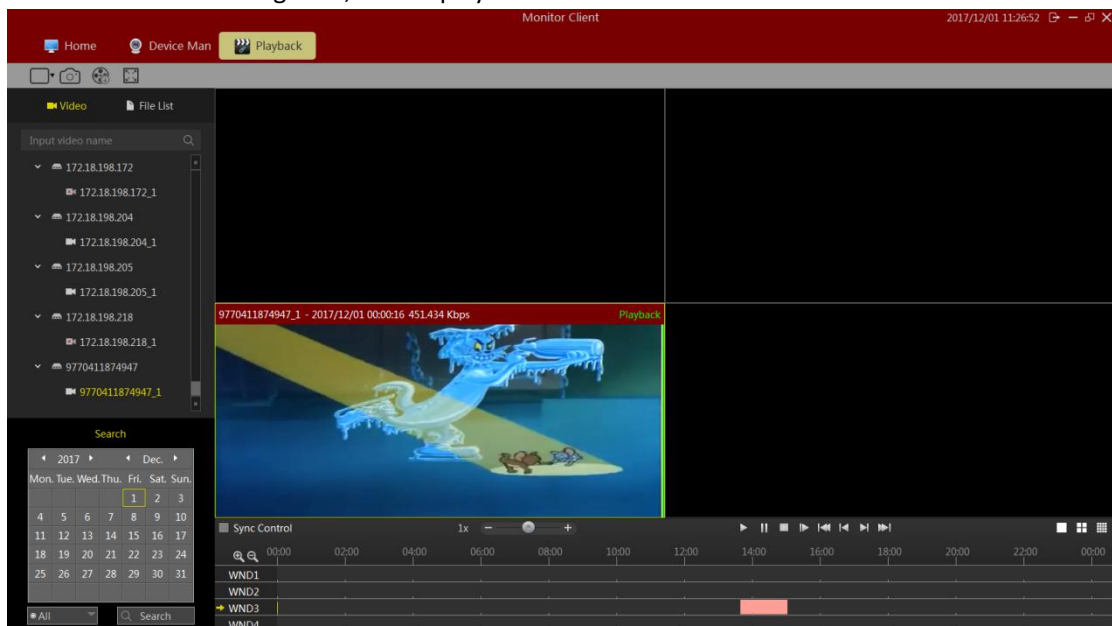 Monitor Client
2017/12/01 11:26:52
Home
Device Man
Playback
Video
File List
Input video name
172.18.198.172
172.18.198.172_1
172.18.198.204
172.18.198.204_1
172.18.198.205
172.18.198.205_1
172.18.198.218
172.18.198.218_1
9770411874947
9770411874947_1
9770411874947_1 - 2017/12/01 00:00:16 451.434 Kbps
Playback
Search
2017
Dec.
Mon. Tue. Wed. Thu. Fri. Sat. Sun.
1 2 3
4 5 6 7 8 9 10
11 12 13 14 15 16 17
18 19 20 21 22 23 24
25 26 27 28 29 30 31
All
Search
Sync Control
1x
00:00 02:00 04:00 06:00 08:00 10:00 12:00 14:00 16:00 18:00 20:00 22:00 00:00
WND1
WND2
WND3
WND4